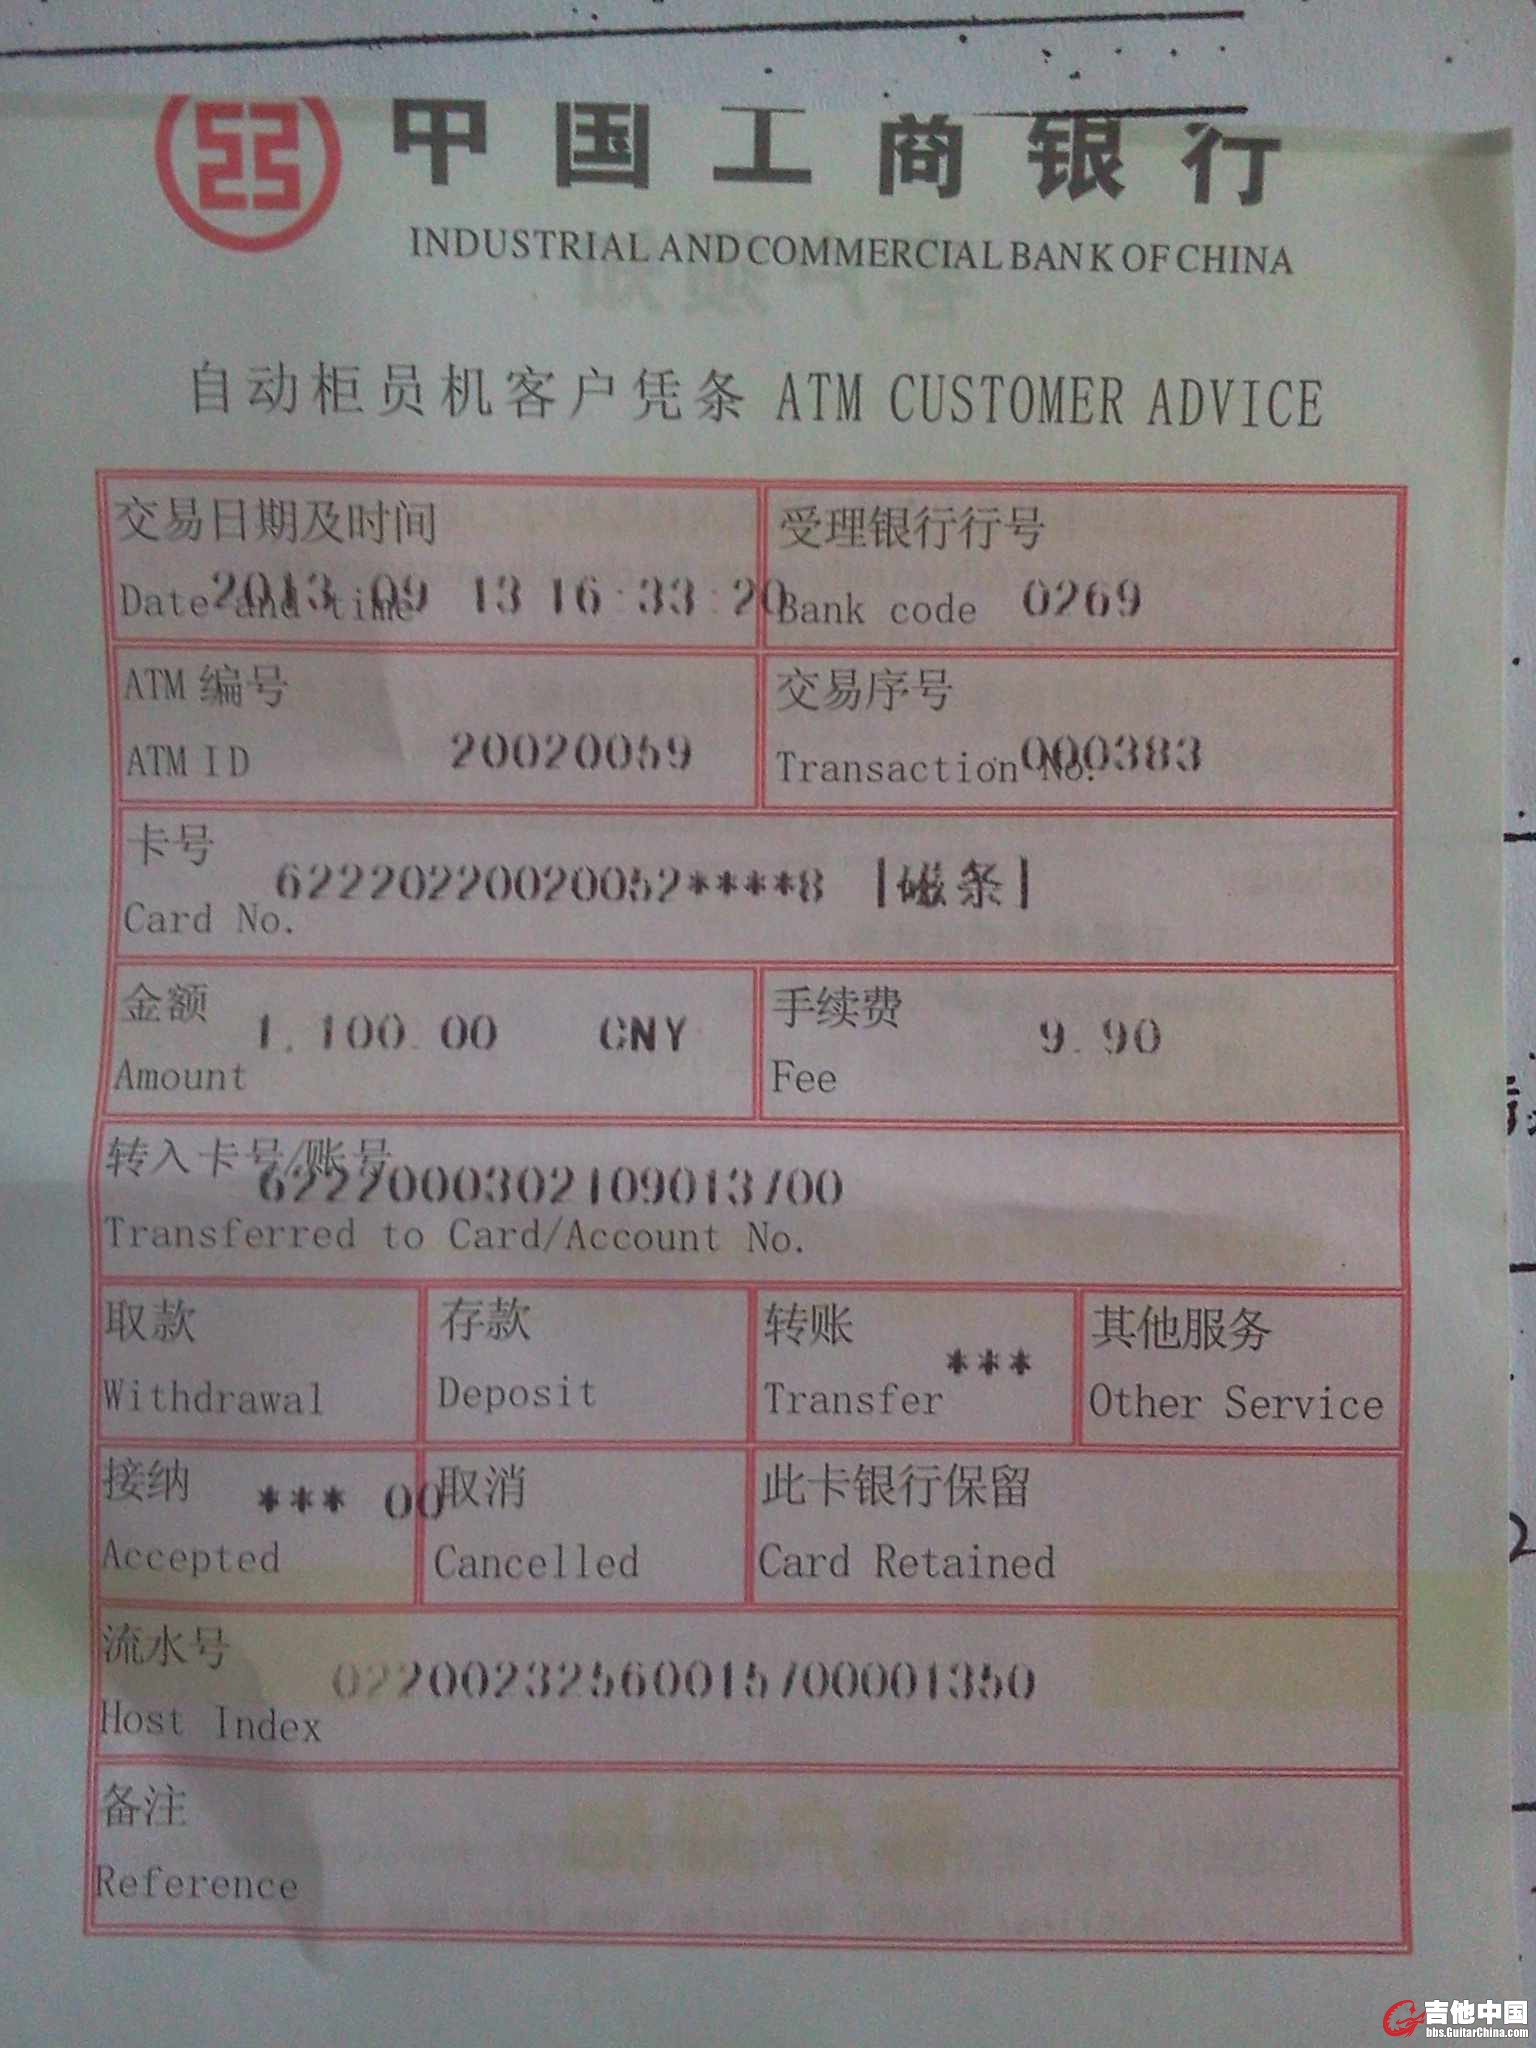 中国工商银行
INDUSTRIAL AND COMMERCIAL BANK OF CHINA
自动柜员机客户凭条 ATM CUSTOMER ADVICE
交易日期及时间
Date and time 2013 09 13 16:33:20
受理银行行号
Bank code 0269
ATM 编号
ATM ID 20020059
交易序号
Transaction No. 000383
卡号
62220220020052****8 [磁条]
Card No.
金额
1,100.00 CNY
Amount
手续费
9.90
Fee
转入卡号/账号
Transferred to Card/Account No.
取款
Withdrawal
存款
Deposit
转账
***
Transfer
其他服务
Other Service
接纳
*** 00
Accepted
取消
Cancelled
此卡银行保留
Card Retained
流水号
Host Index
备注
Reference
吉他中国
bbs.GuitarChina.com